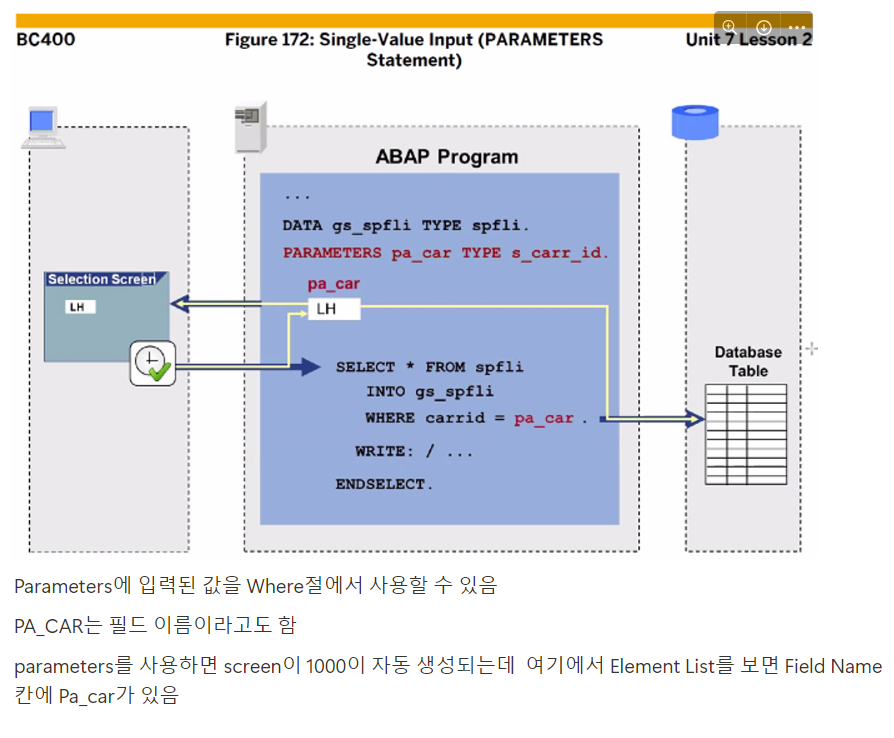 BC400
Figure 172: Single-Value Input (PARAMETERS
Statement)
Unit 7 Lesson 2
ABAP Program
...
DATA gs_spfli TYPE spfli.
PARAMETERS pa_car TYPE s_carr_id.
pa_car
LH
Selection Screen
LH
SELECT * FROM spfli
INTO gs_spfli
WHERE carrid = pa_car .
WRITE: / ...
ENDSELECT.
Database
Table
Parameters에 입력된 값을 Where절에서 사용할 수 있음
PA_CAR는 필드 이름이라고도 함
parameters를 사용하면 screen이 1000이 자동 생성되는데 여기에서 Element List를 보면 Field Name
칸에 Pa_car가 있음